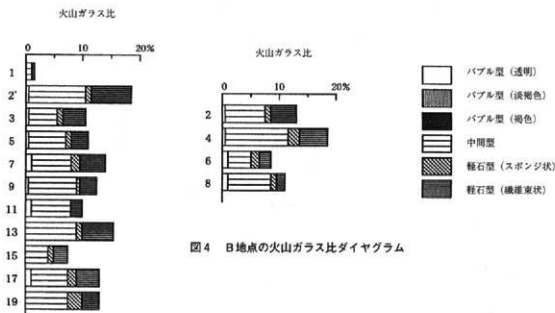 火山ガラス比
0 10 20%
1
2'
3
5
7
9
11
13
15
17
19
火山ガラス比
0 10 20%
2
4
6
8
バブル型（透明）
バブル型（淡褐色）
バブル型（褐色）
中間型
軽石型（スポンジ状）
軽石型（繊維束状）
図4 B地点の火山ガラス比ダイヤグラム